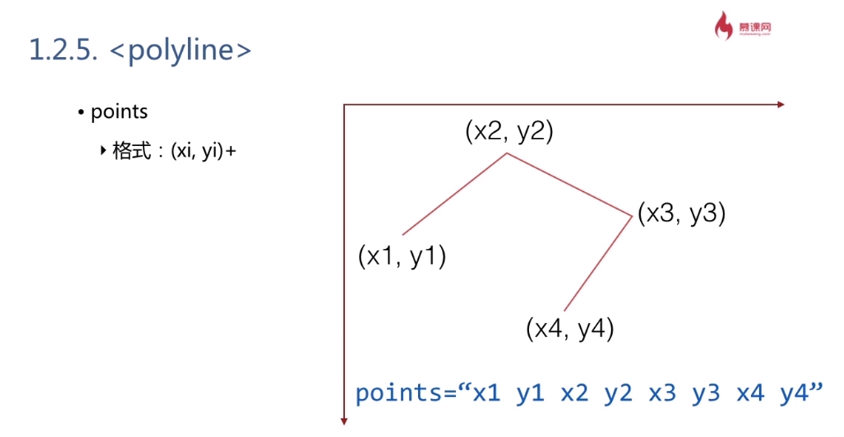 慕课网
1.2.5. <polyline>
• points
格式：(xi, yi)+
(x2, y2)
(x3, y3)
(x1, y1)
(x4, y4)
points=“x1 y1 x2 y2 x3 y3 x4 y4”